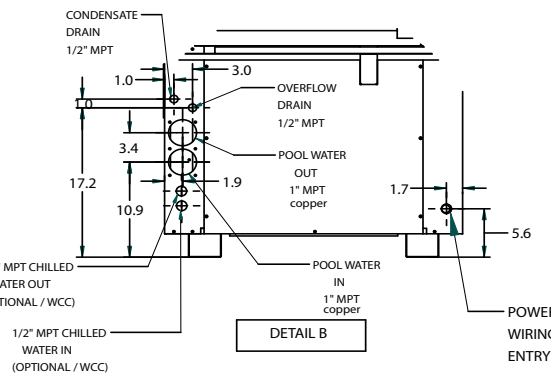 CONDENSATE
DRAIN
1/2" MPT
1.0
3.0
OVERFLOW
DRAIN
1/2" MPT
1.0
3.4
POOL WATER
OUT
1" MPT
copper
17.2
1.9
1.7
10.9
5.6
MPT CHILLED
WATER OUT
(OPTIONAL / WCC)
POOL WATER
IN
1" MPT
copper
POWER
WIRING
ENTRY
1/2" MPT CHILLED
WATER IN
(OPTIONAL / WCC)
DETAIL B